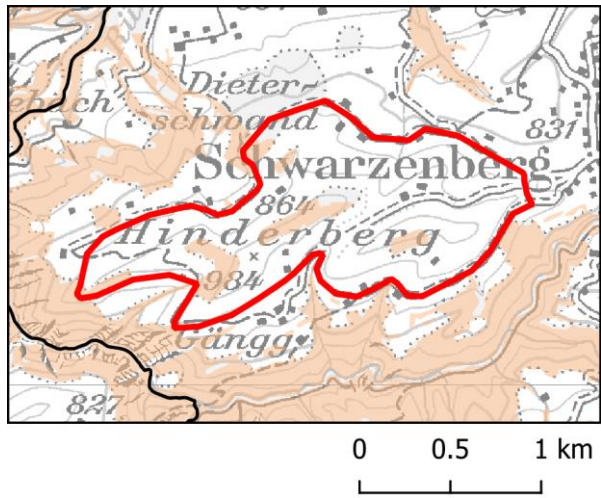 ebach
Dieter-
schwand
831
Schwarzenberg
864
Hinderberg
984
Gängg
827
0 0.5 1 km